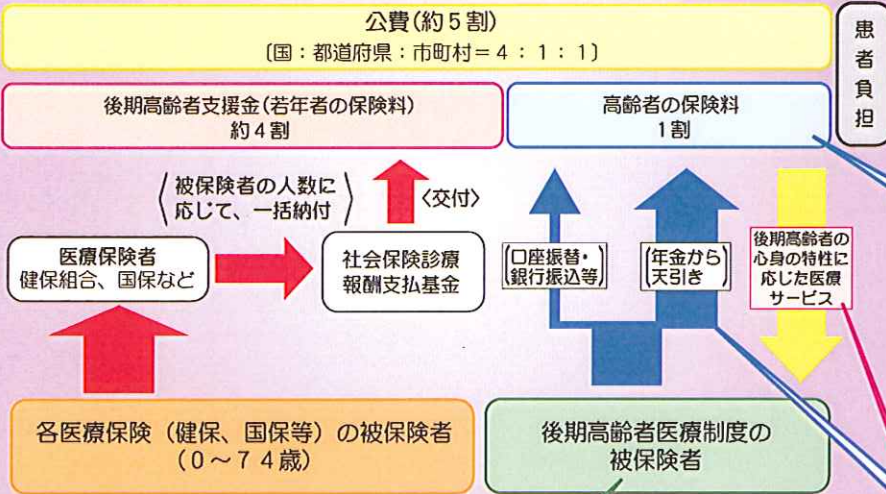 公費(約5割)
〔国：都道府県：市町村＝4：1：1〕
患者負担
後期高齢者支援金(若年者の保険料)
約4割
高齢者の保険料
1割
〈被保険者の人数に
応じて、一括納付〉
〈交付〉
医療保険者
健保組合、国保など
社会保険診療
報酬支払基金
(口座振替・
銀行振込等)
(年金から
天引き)
後期高齢者の
心身の特性に
応じた医療
サービス
各医療保険（健保、国保等）の被保険者
（0～74歳）
後期高齢者医療制度の
被保険者